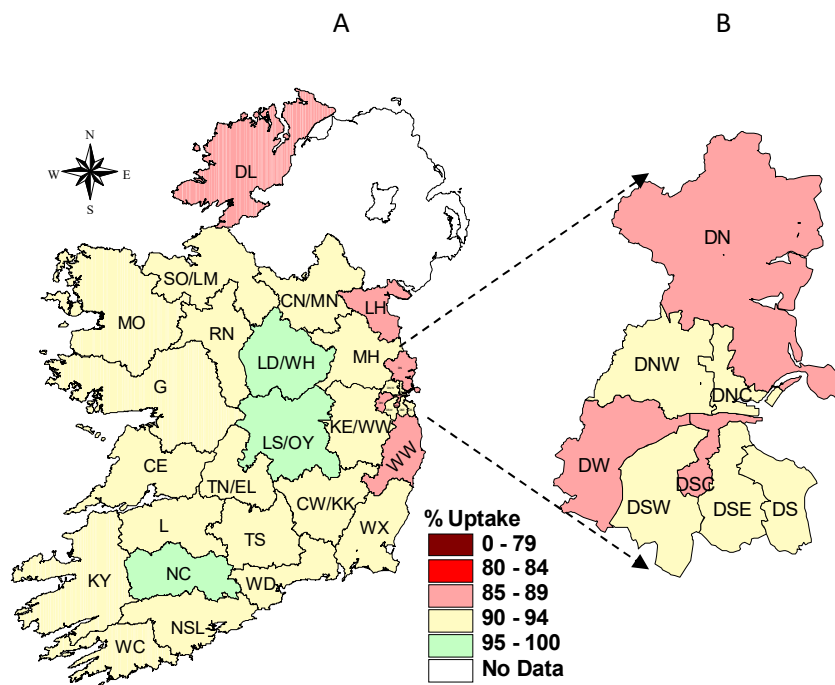 A
B
N
W
E
S
DL
SO/LM
CN/MN
LH
MO
RN
LD/WH
MH
G
LS/OY
KE/WW
WW
CE
TN/EL
CW/KK
L
TS
WX
KY
NC
WD
NSL
WC
% Uptake
0 - 79
80 - 84
85 - 89
90 - 94
95 - 100
No Data
DN
DNW
DNC
DW
DSC
DSW
DSE
DS